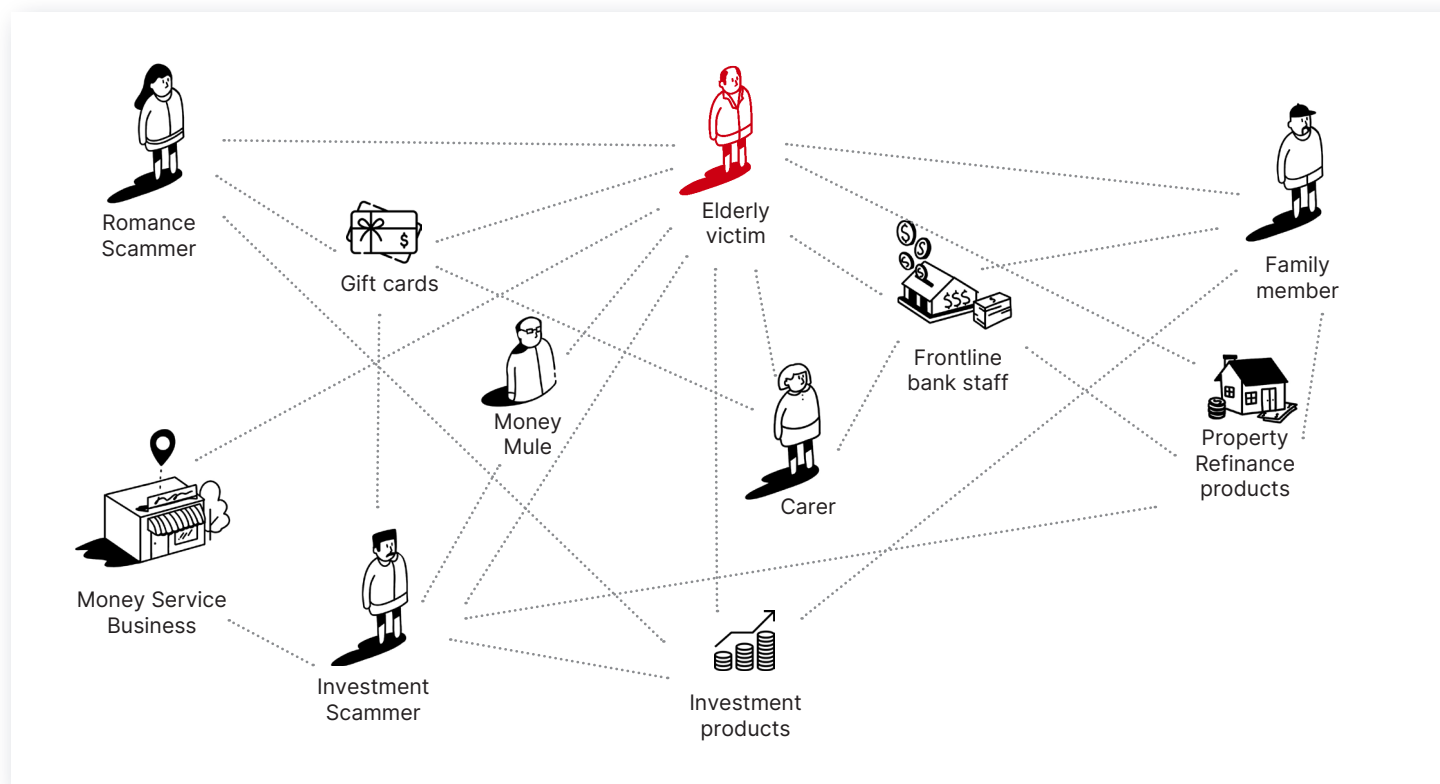 Romance
Scammer
Elderly
victim
Family
member
$
Gift cards
$
$
$$$
Frontline
bank staff
Money
Mule
Property
Refinance
products
Carer
Money Service
Business
Investment
Scammer
Investment
products